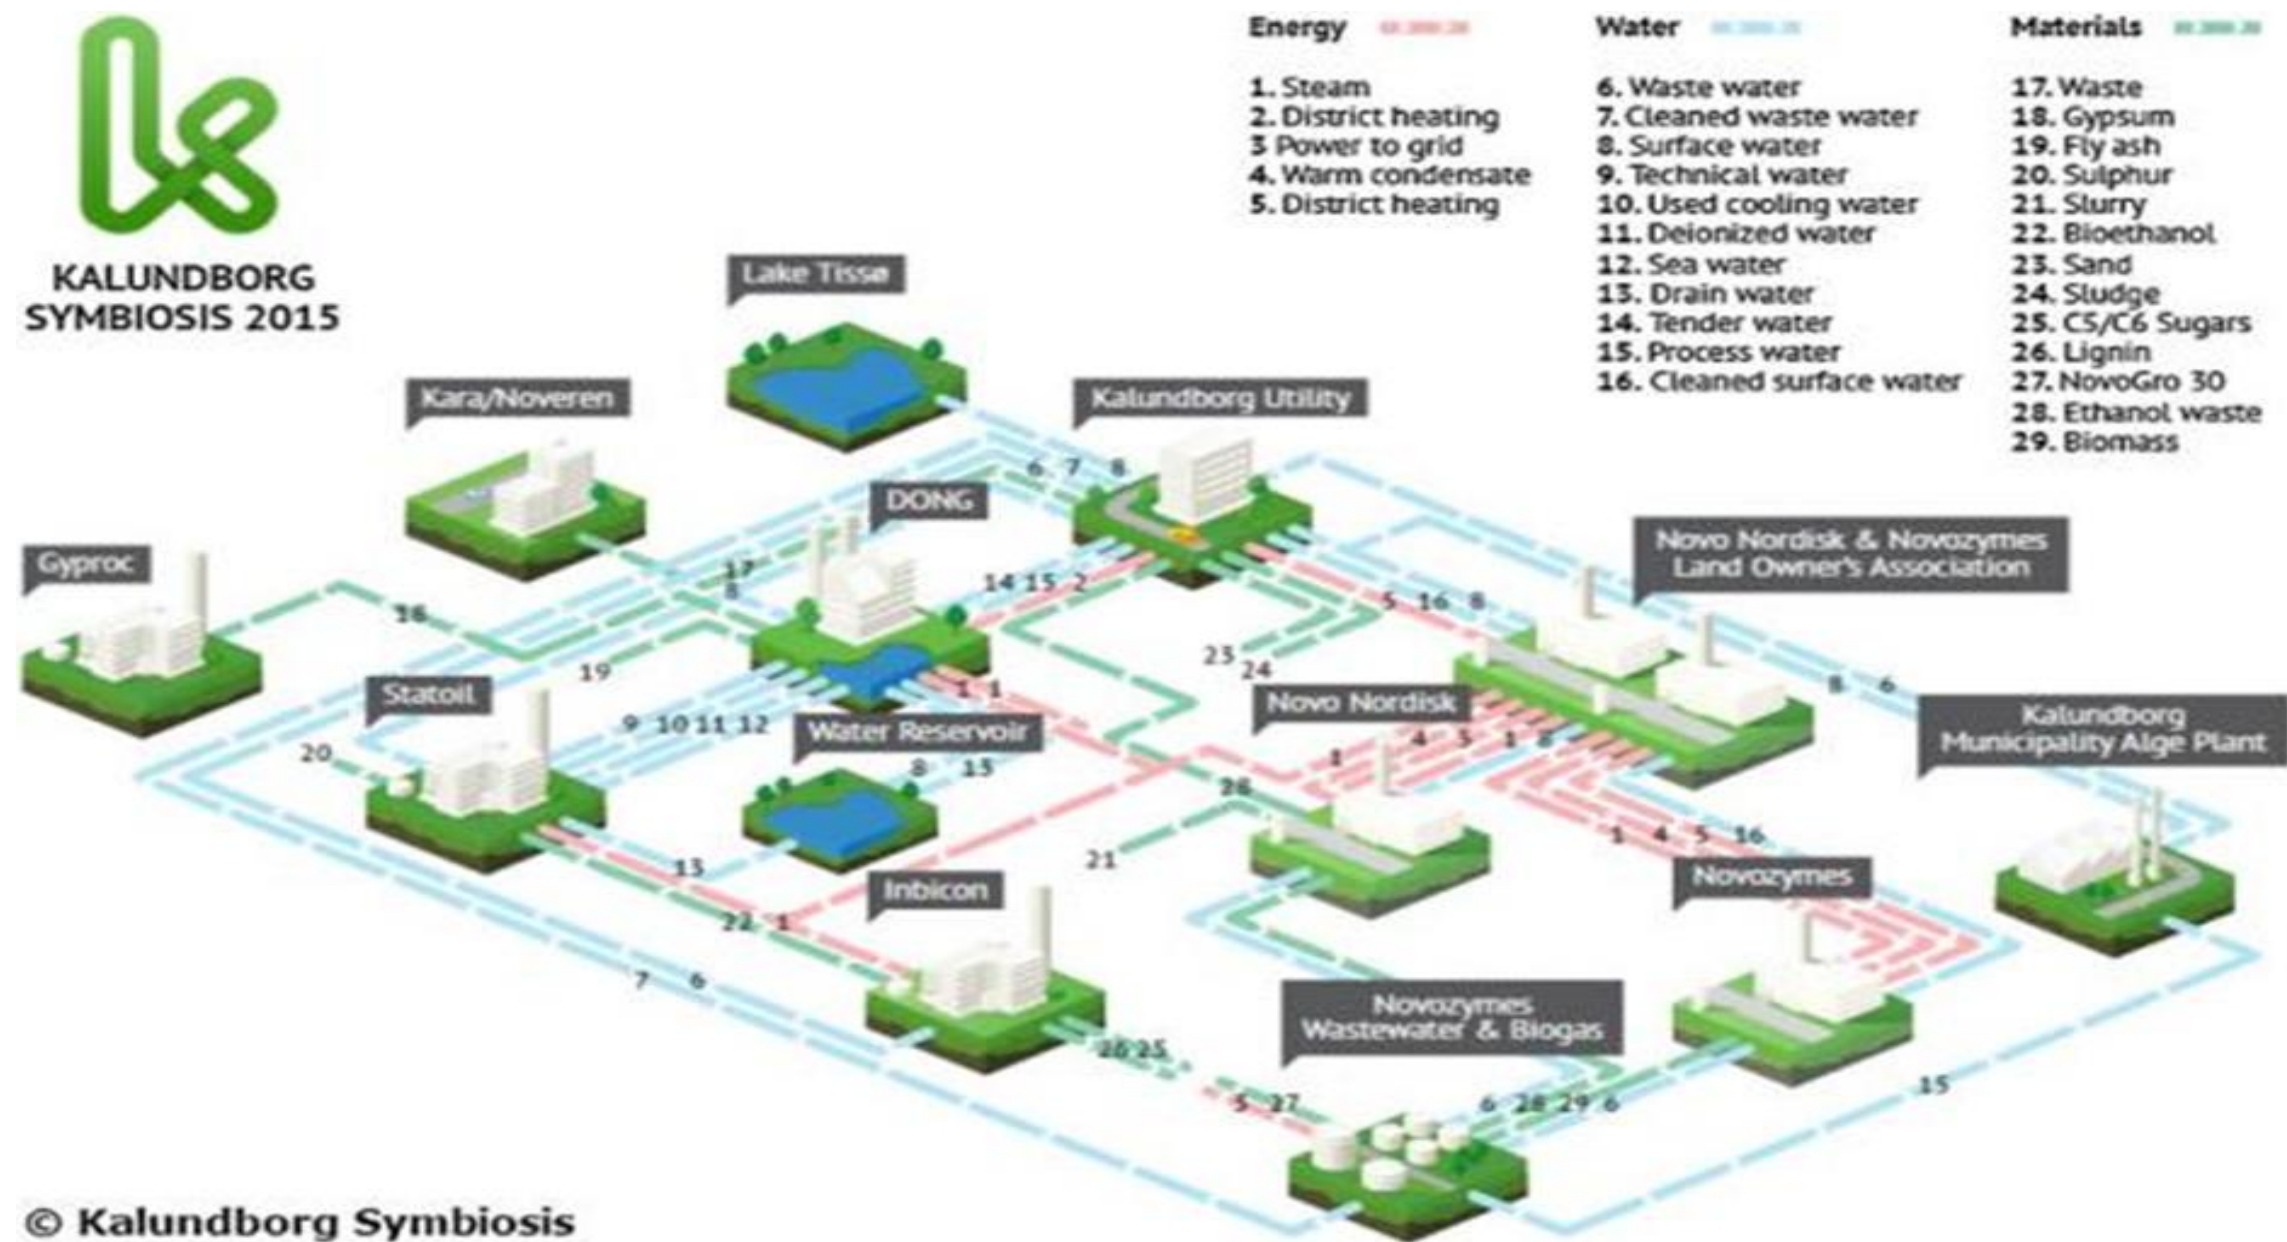 KALUNDBORG
SYMBIOSIS 2015
Energy
1. Steam
2. District heating
3 Power to grid
4. Warm condensate
5. District heating
Water
6. Waste water
7. Cleaned waste water
8. Surface water
9. Technical water
10. Used cooling water
11. Deionized water
12. Sea water
13. Drain water
14. Tender water
15. Process water
16. Cleaned surface water
Materials
17. Waste
18. Gypsum
19. Fly ash
20. Sulphur
21. Slurry
22. Bioethanol
23. Sand
24. Sludge
25. C5/C6 Sugars
26. Lignin
27. NovoGro 30
28. Ethanol waste
29. Biomass
Lake Tissø
Kara/Noveren
Kalundborg Utility
6 7 8
DONG
Gyproc
Novo Nordisk & Novozymes
Land Owner's Association
17
8
14 15 2
5 16 8
18
19
23
24
Statoil
1 1
Novo Nordisk
8 6
9 10 11 12
Water Reservoir
Kalundborg
Municipality Alge Plant
20
8 13
1
4 5 1 8
28
1 4 5 16
21
13
Inbicon
Novozymes
22 1
7 6
Novozymes
Wastewater & Biogas
26 25
5 27
6 28 29 6
15
© Kalundborg Symbiosis